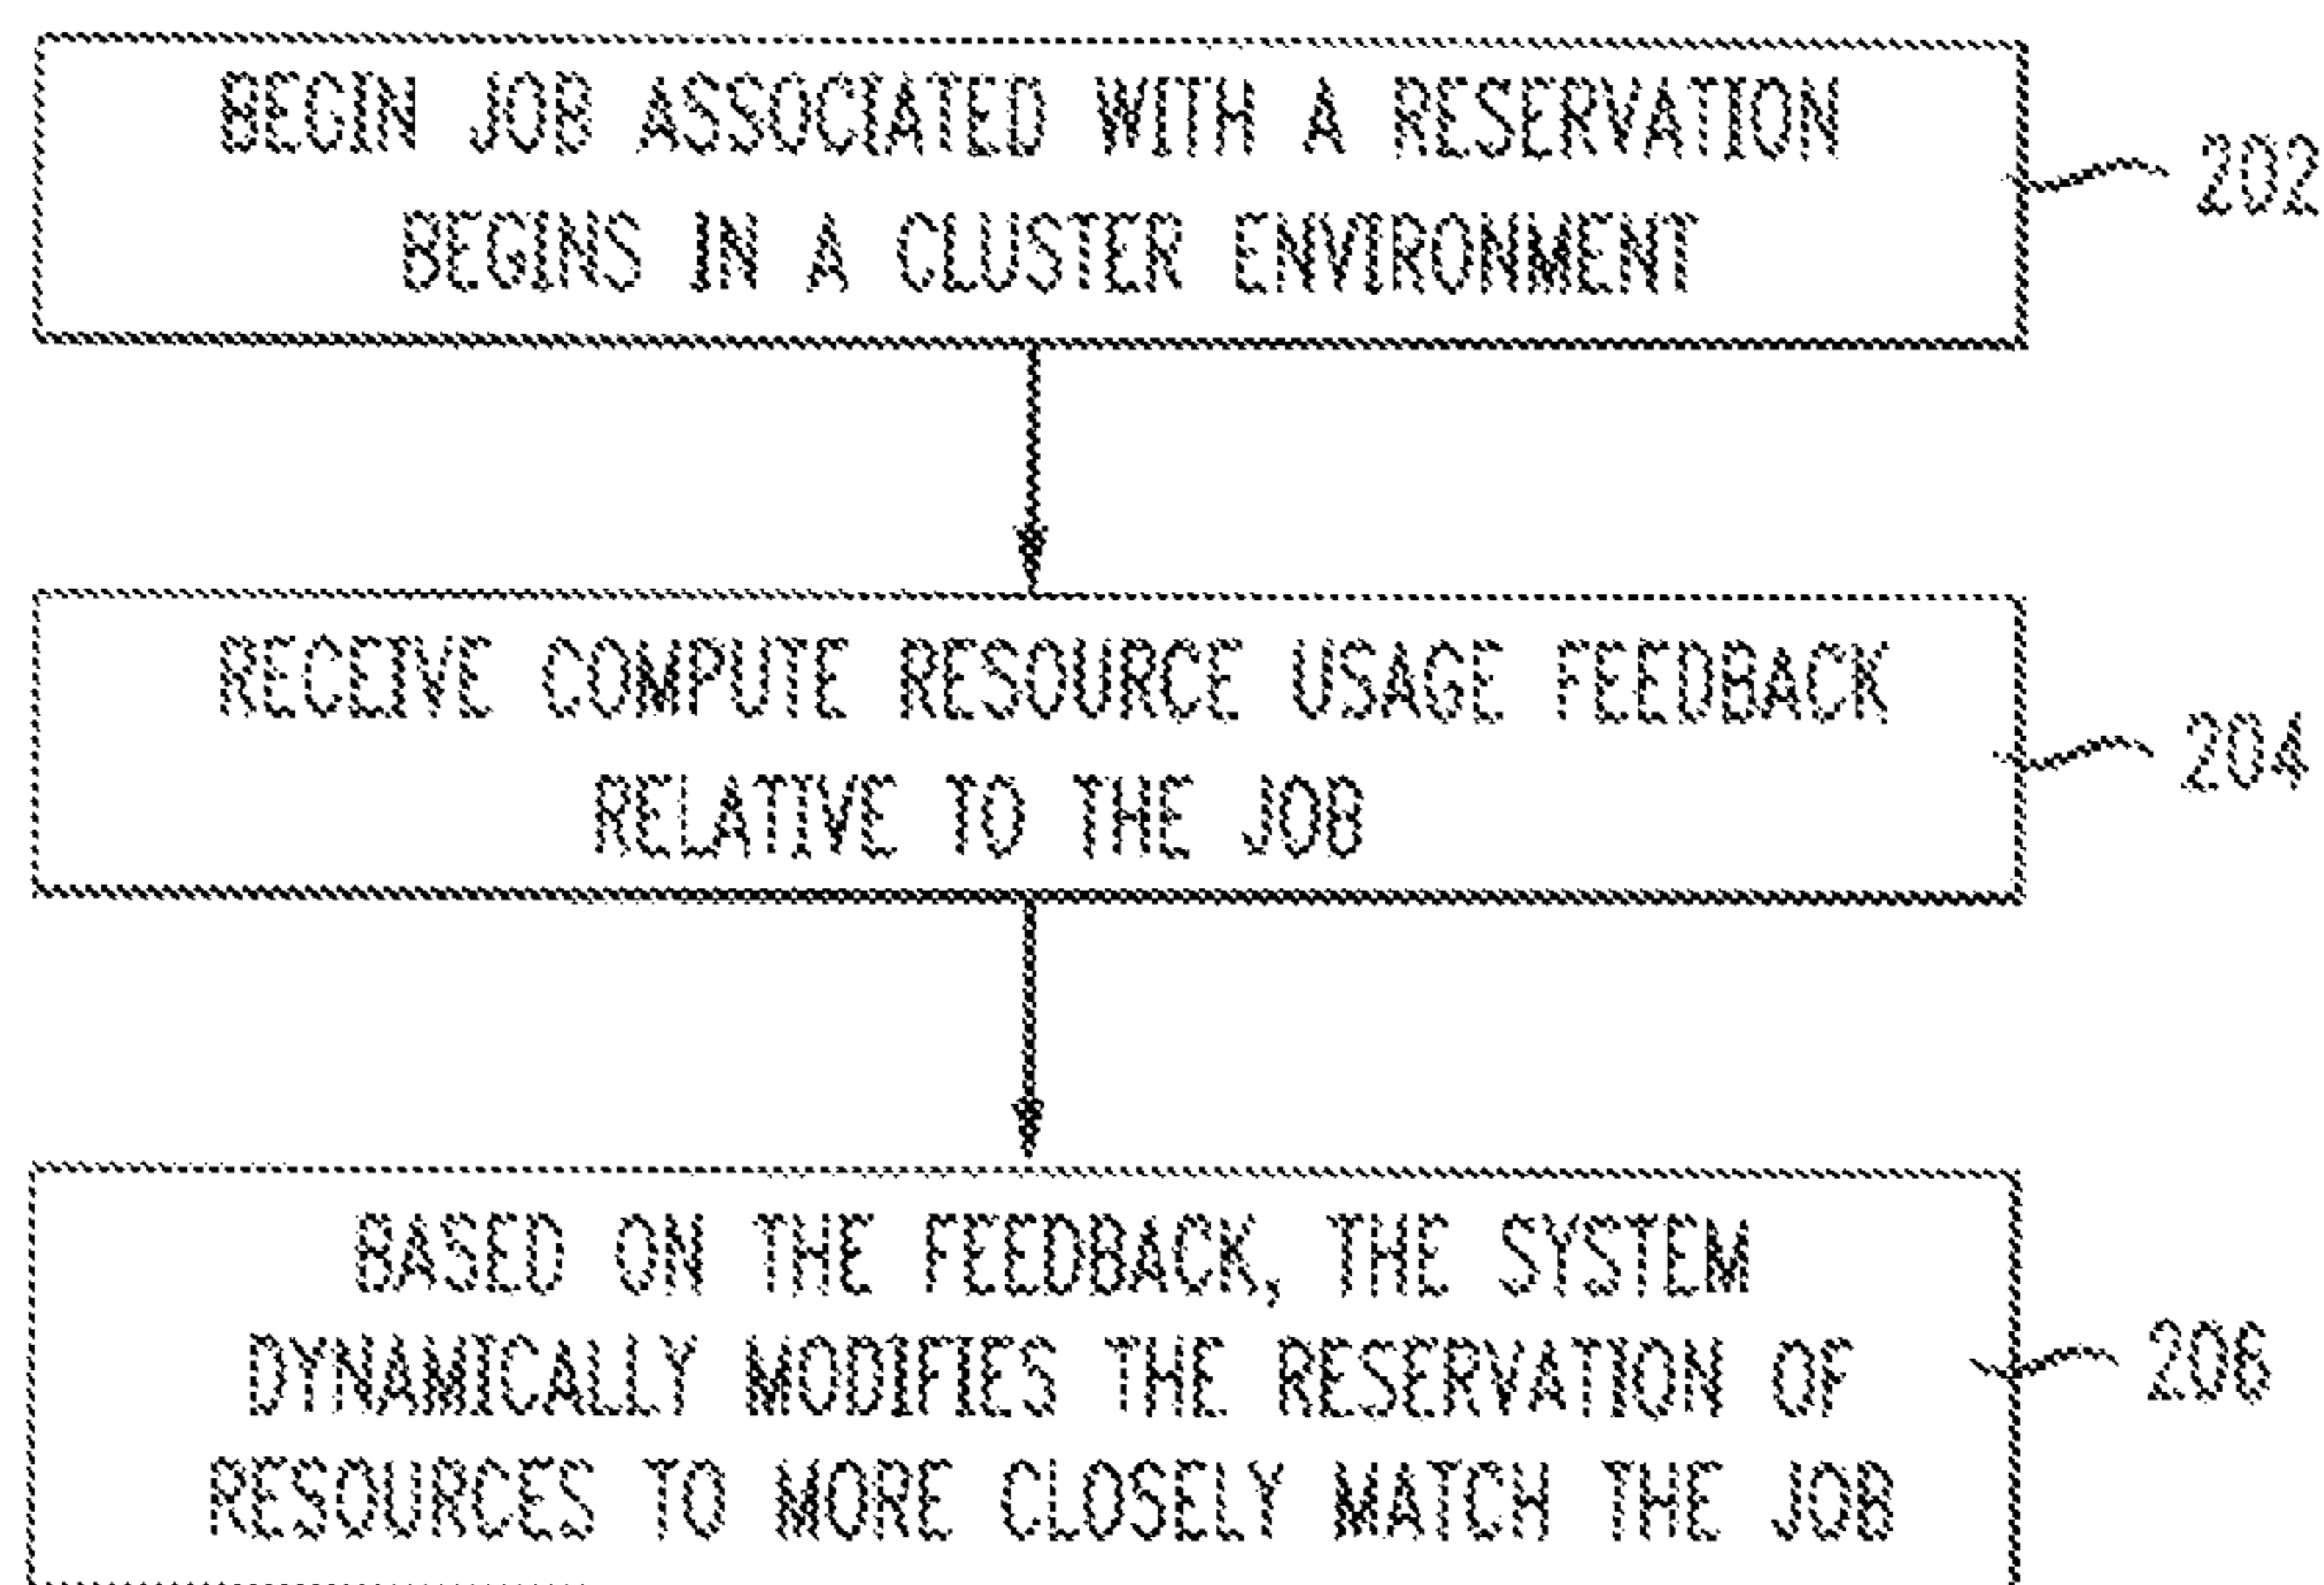 BEGIN JOB ASSOCIATED WITH A RESERVATION
BEGINS IN A CLUSTER ENVIRONMENT
202
RECEIVE COMPUTE RESOURCE USAGE FEEDBACK
RELATIVE TO THE JOB
204
BASED ON THE FEEDBACK, THE SYSTEM
DYNAMICALLY MODIFIES THE RESERVATION OF
RESOURCES TO MORE CLOSELY MATCH THE JOB
206